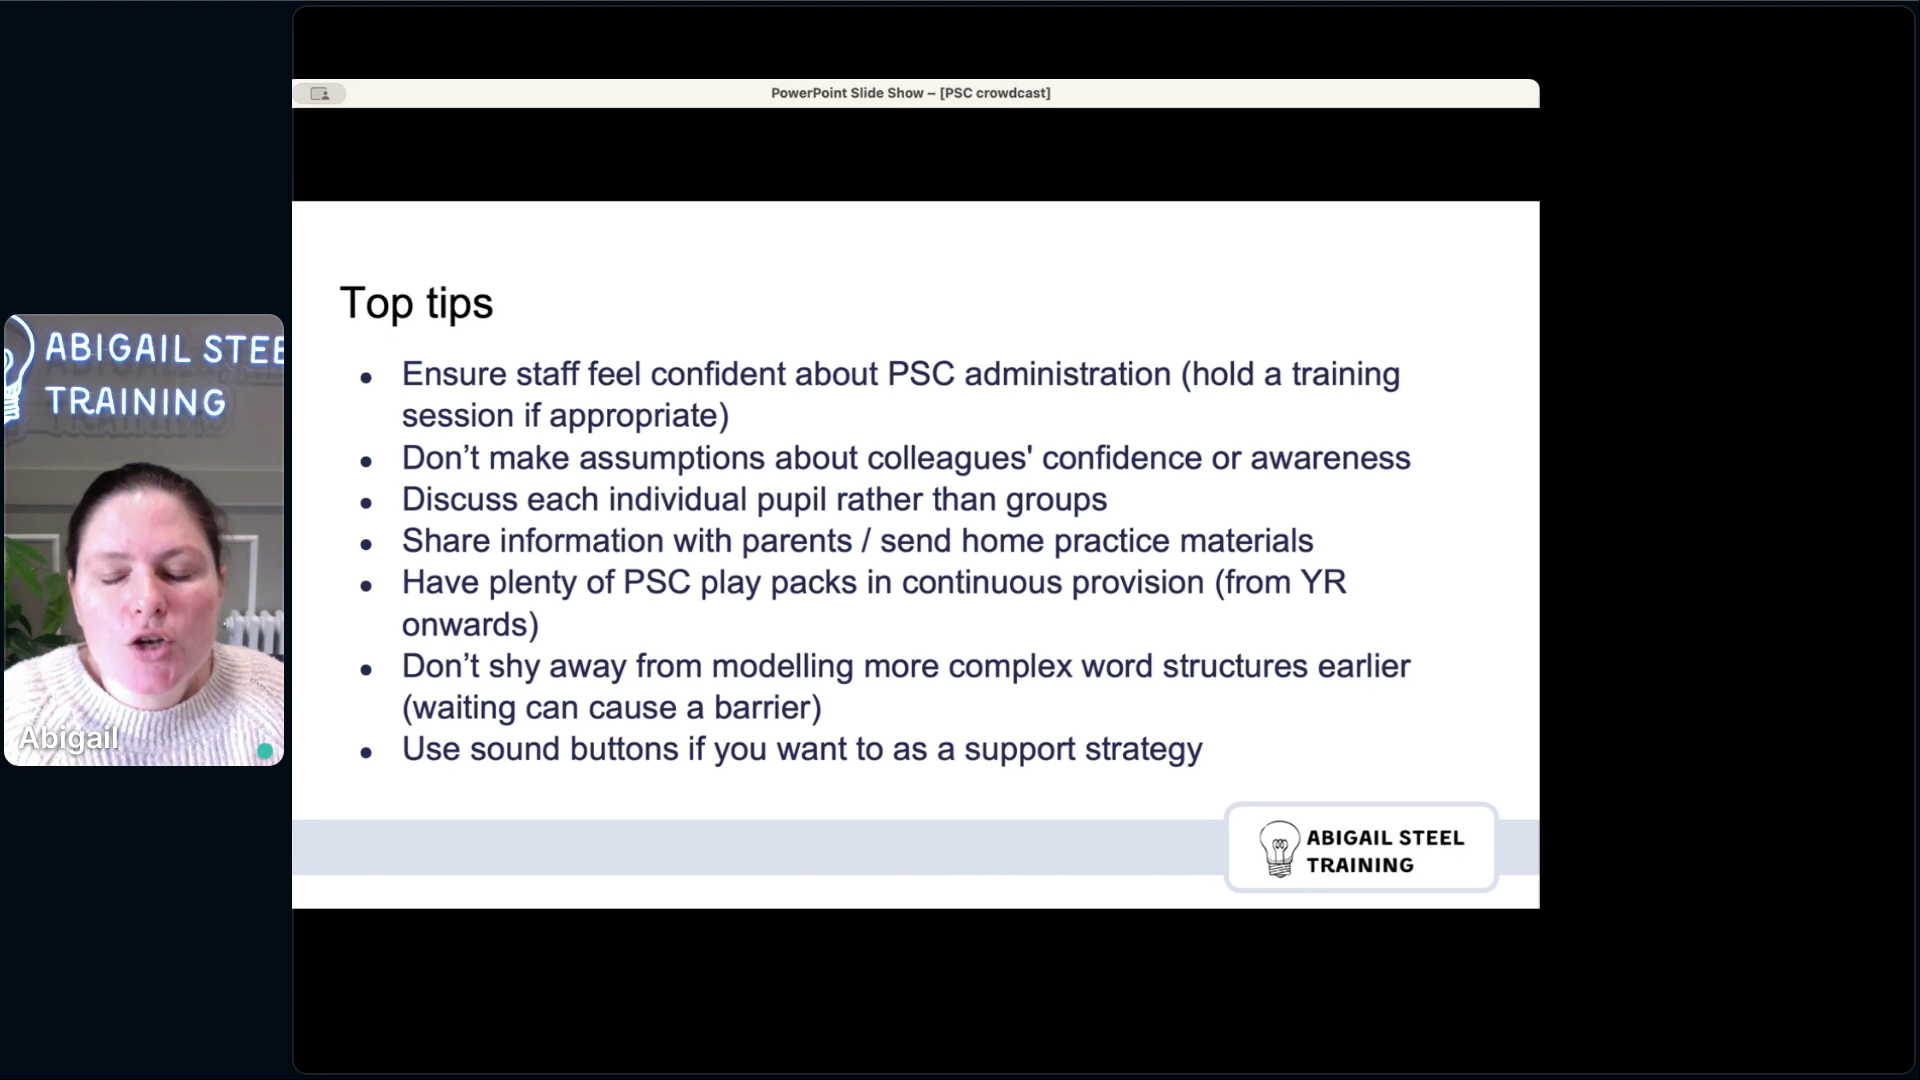 PowerPoint Slide Show – [PSC crowdcast]
ABIGAIL STEE
TRAINING
Abigail
Top tips
• Ensure staff feel confident about PSC administration (hold a training
session if appropriate)
• Don’t make assumptions about colleagues' confidence or awareness
• Discuss each individual pupil rather than groups
• Share information with parents / send home practice materials
• Have plenty of PSC play packs in continuous provision (from YR
onwards)
• Don’t shy away from modelling more complex word structures earlier
(waiting can cause a barrier)
• Use sound buttons if you want to as a support strategy
ABIGAIL STEEL
TRAINING